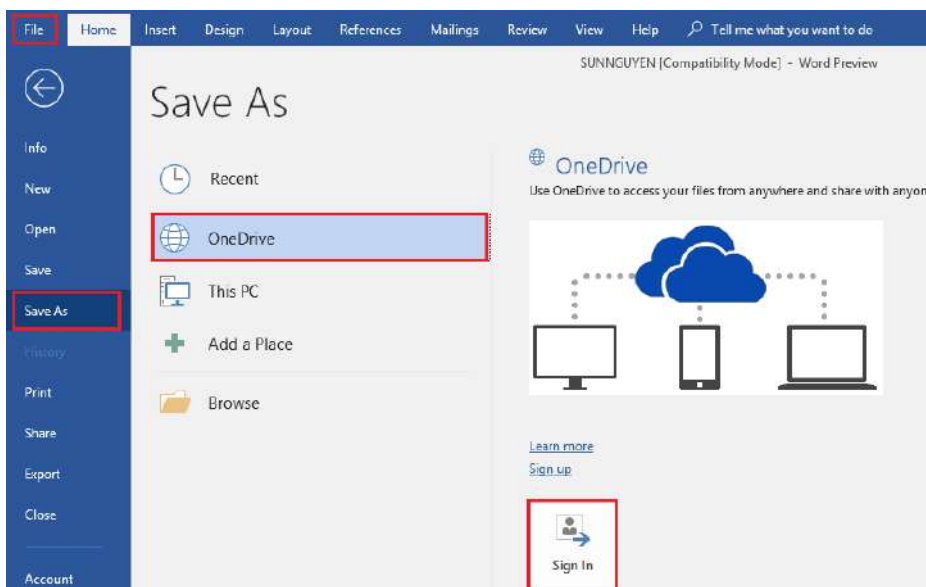 File Home Insert Design Layout References Mailings Review View Help Tell me what you want to do
SUNNGUYEN [Compatibility Mode] - Word Preview
Save As
Info
New
Open
Save
Save As
History
Print
Share
Export
Close
Account
Recent
OneDrive
This PC
Add a Place
Browse
OneDrive
Use OneDrive to access your files from anywhere and share with anyon
Learn more
Sign up
Sign In